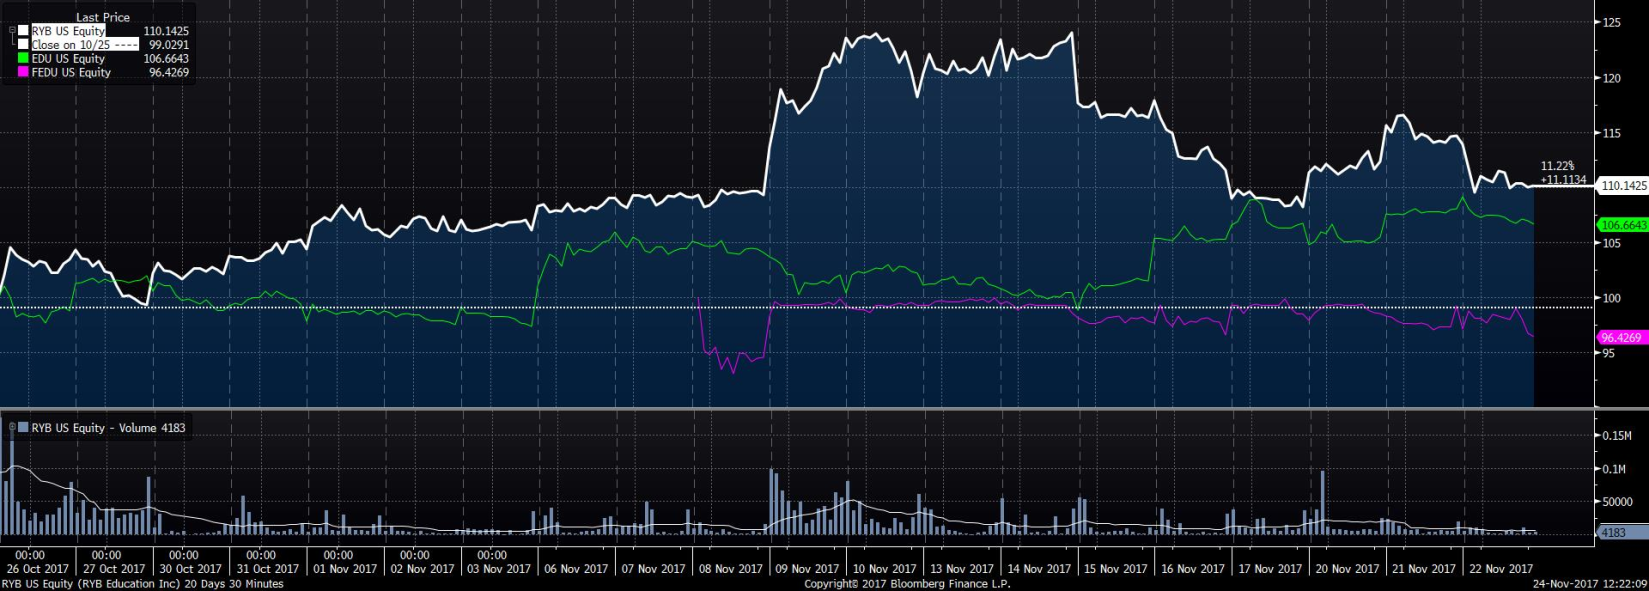 Last Price
RYB US Equity 110.1425
Close on 10/25 ---- 99.0291
EDU US Equity 106.6643
FEDU US Equity 96.4269
125
120
115
11.22%
+11.1134
110.1425
106.6643
105
100
96.4269
95
RYB US Equity - Volume 4183
0.15M
0.1M
50000
4183
00:00 00:00 00:00 00:00 00:00 00:00 00:00
26 Oct 2017 27 Oct 2017 30 Oct 2017 31 Oct 2017 01 Nov 2017 02 Nov 2017 03 Nov 2017 06 Nov 2017 07 Nov 2017 08 Nov 2017 09 Nov 2017 10 Nov 2017 13 Nov 2017 14 Nov 2017 15 Nov 2017 16 Nov 2017 17 Nov 2017 20 Nov 2017 21 Nov 2017 22 Nov 2017
RYB US Equity (RYB Education Inc) 20 Days 30 Minutes Copyright© 2017 Bloomberg Finance L.P. 24-Nov-2017 12:22:09